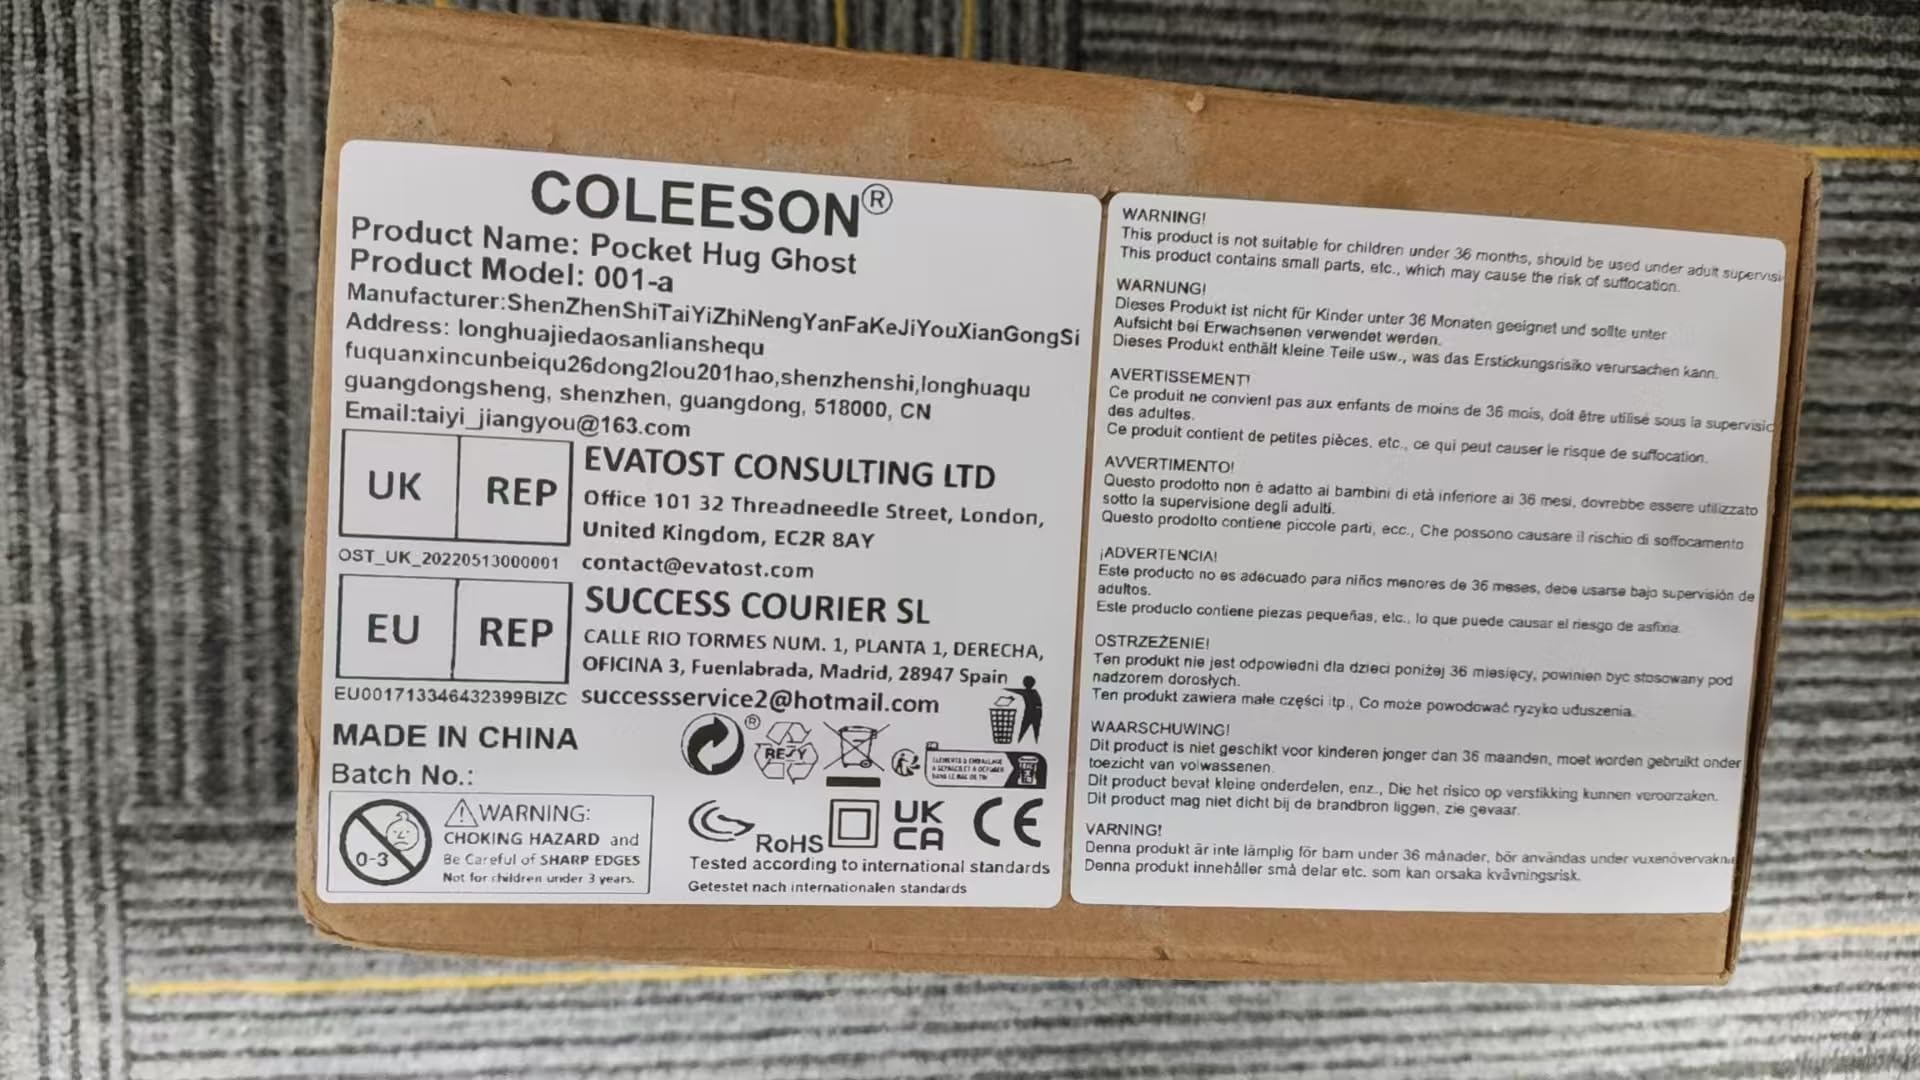 COLEESON®
Product Name: Pocket Hug Ghost
Product Model: 001-a
Manufacturer:ShenZhenShiTaiYiZhiNengYanFaKeJiYouXianGongSi
Address: longhuajiedaosanlianshequ
fuquanxincunbeiqu26dong2lou201hao,shenzhenshi,longhuaqu
guangdongsheng, shenzhen, guangdong, 518000, CN
Email:taiyi_jiangyou@163.com
UK REP
EVATOST CONSULTING LTD
Office 101 32 Threadneedle Street, London,
United Kingdom, EC2R 8AY
OST_UK_20220513000001
contact@evatost.com
EU REP
SUCCESS COURIER SL
CALLE RIO TORMES NUM. 1, PLANTA 1, DERECHA,
OFICINA 3, Fuenlabrada, Madrid, 28947 Spain
EU001713346432399BIZC
successservice2@hotmail.com
MADE IN CHINA
Batch No.:
®
RESY
0-3
WARNING:
CHOKING HAZARD and
Be Careful of SHARP EDGES
Not for children under 3 years.
RoHS
UK
CA
CE
Tested according to international standards
Getestet nach internationalen standards
WARNING!
This product is not suitable for children under 36 months, should be used under adult supervisi
This product contains small parts, etc., which may cause the risk of suffocation.
WARNUNG!
Dieses Produkt ist nicht für Kinder unter 36 Monaten geeignet und sollte unter
Aufsicht bei Erwachsenen verwendet werden.
Dieses Produkt enthält kleine Teile usw., was das Erstickungsrisiko verursachen kann.
AVERTISSEMENT!
Ce produit ne convient pas aux enfants de moins de 36 mois, doit être utilisé sous la supervisic
des adultes.
Ce produit contient de petites pièces, etc., ce qui peut causer le risque de suffocation.
AVVERTIMENTO!
Questo prodotto non è adatto ai bambini di età inferiore ai 36 mesi, dovrebbe essere utilizzato
sotto la supervisione degli adulti.
Questo prodotto contiene piccole parti, ecc., Che possono causare il rischio di soffocamento
¡ADVERTENCIA!
Este producto no es adecuado para niños menores de 36 meses, debe usarse bajo supervisión de
adultos.
Este producto contiene piezas pequeñas, etc., lo que puede causar el riesgo de asfixia.
OSTRZEŻENIE!
Ten produkt nie jest odpowiedni dla dzieci poniżej 36 miesięcy, powinien byc stosowany pod
nadzorem dorosłych.
Ten produkt zawiera małe części itp., Co może powodować ryzyko uduszenia.
WAARSCHUWING!
Dit product is niet geschikt voor kinderen jonger dan 36 maanden, moet worden gebruikt onder
toezicht van volwassenen.
Dit product bevat kleine onderdelen, enz., Die het risico op verstikking kunnen veroorzaken.
Dit product mag niet dicht bij de brandbron liggen, zie gevaar.
VARNING!
Denna produkt är inte lämplig för barn under 36 månader, bör användas under vuxenövervakni
Denna produkt innehåller små delar etc. som kan orsaka kvävningsrisk.